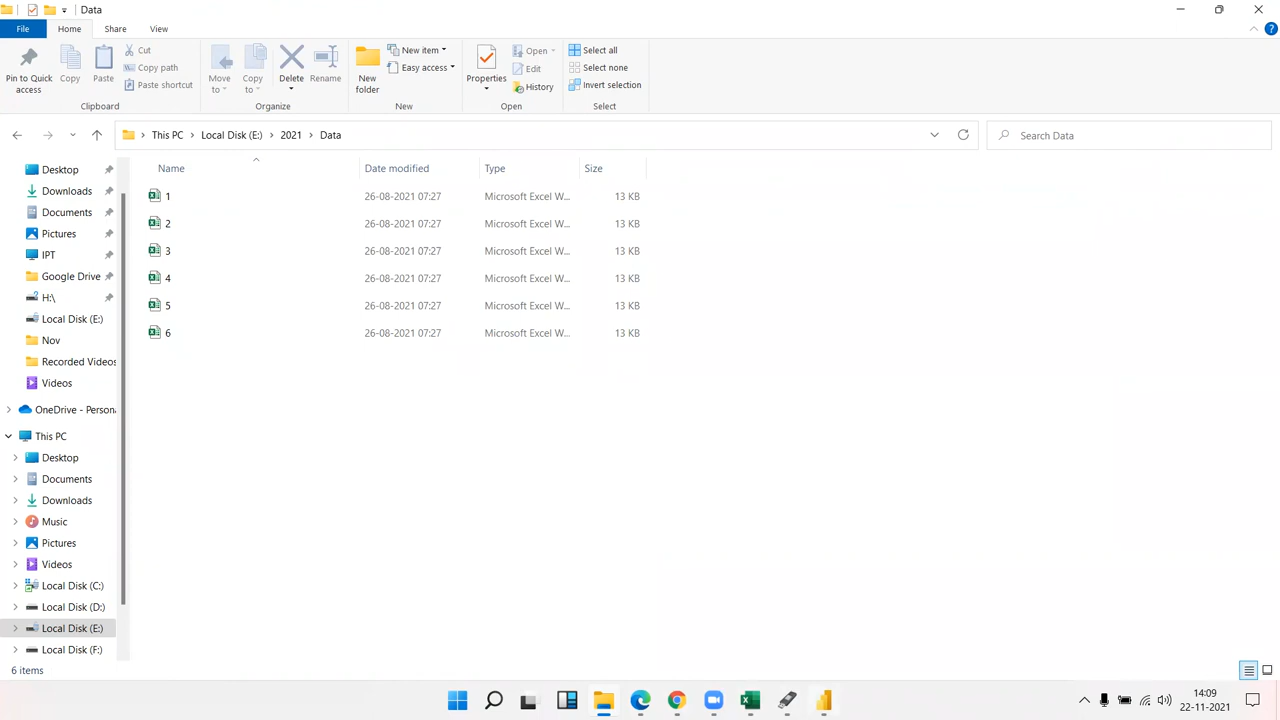 Data
File Home Share View
Pin to Quick access
Copy
Paste
Cut
Copy path
Paste shortcut
Clipboard
Move to
Copy to
Delete
Rename
Organize
New folder
New item
Easy access
New
Properties
Open
Edit
History
Open
Select all
Select none
Invert selection
Select
This PC > Local Disk (E:) > 2021 > Data
Search Data
Name Date modified Type Size
1 26-08-2021 07:27 Microsoft Excel W... 13 KB
2 26-08-2021 07:27 Microsoft Excel W... 13 KB
3 26-08-2021 07:27 Microsoft Excel W... 13 KB
4 26-08-2021 07:27 Microsoft Excel W... 13 KB
5 26-08-2021 07:27 Microsoft Excel W... 13 KB
6 26-08-2021 07:27 Microsoft Excel W... 13 KB
Desktop
Downloads
Documents
Pictures
IPT
Google Drive
H:\
Local Disk (E:)
Nov
Recorded Videos
Videos
OneDrive - Persona
This PC
Desktop
Documents
Downloads
Music
Pictures
Videos
Local Disk (C:)
Local Disk (D:)
Local Disk (E:)
Local Disk (F:)
6 items
14:09
22-11-2021